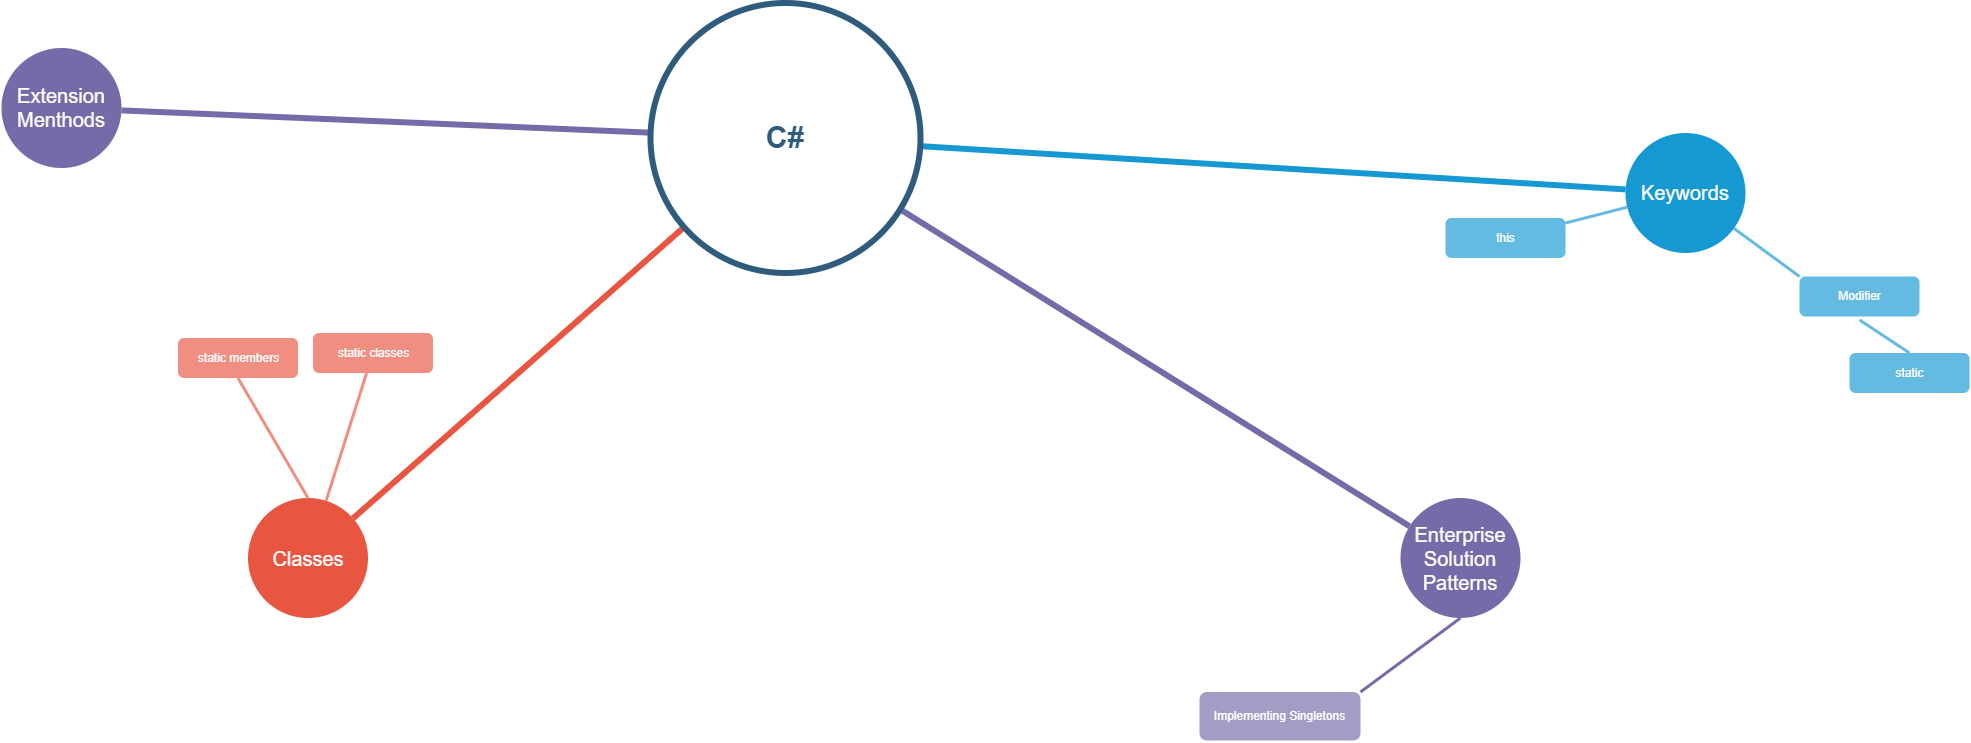 C#
Extension
Menthods
Keywords
this
Modifier
static
static members
static classes
Classes
Enterprise
Solution
Patterns
Implementing Singletons